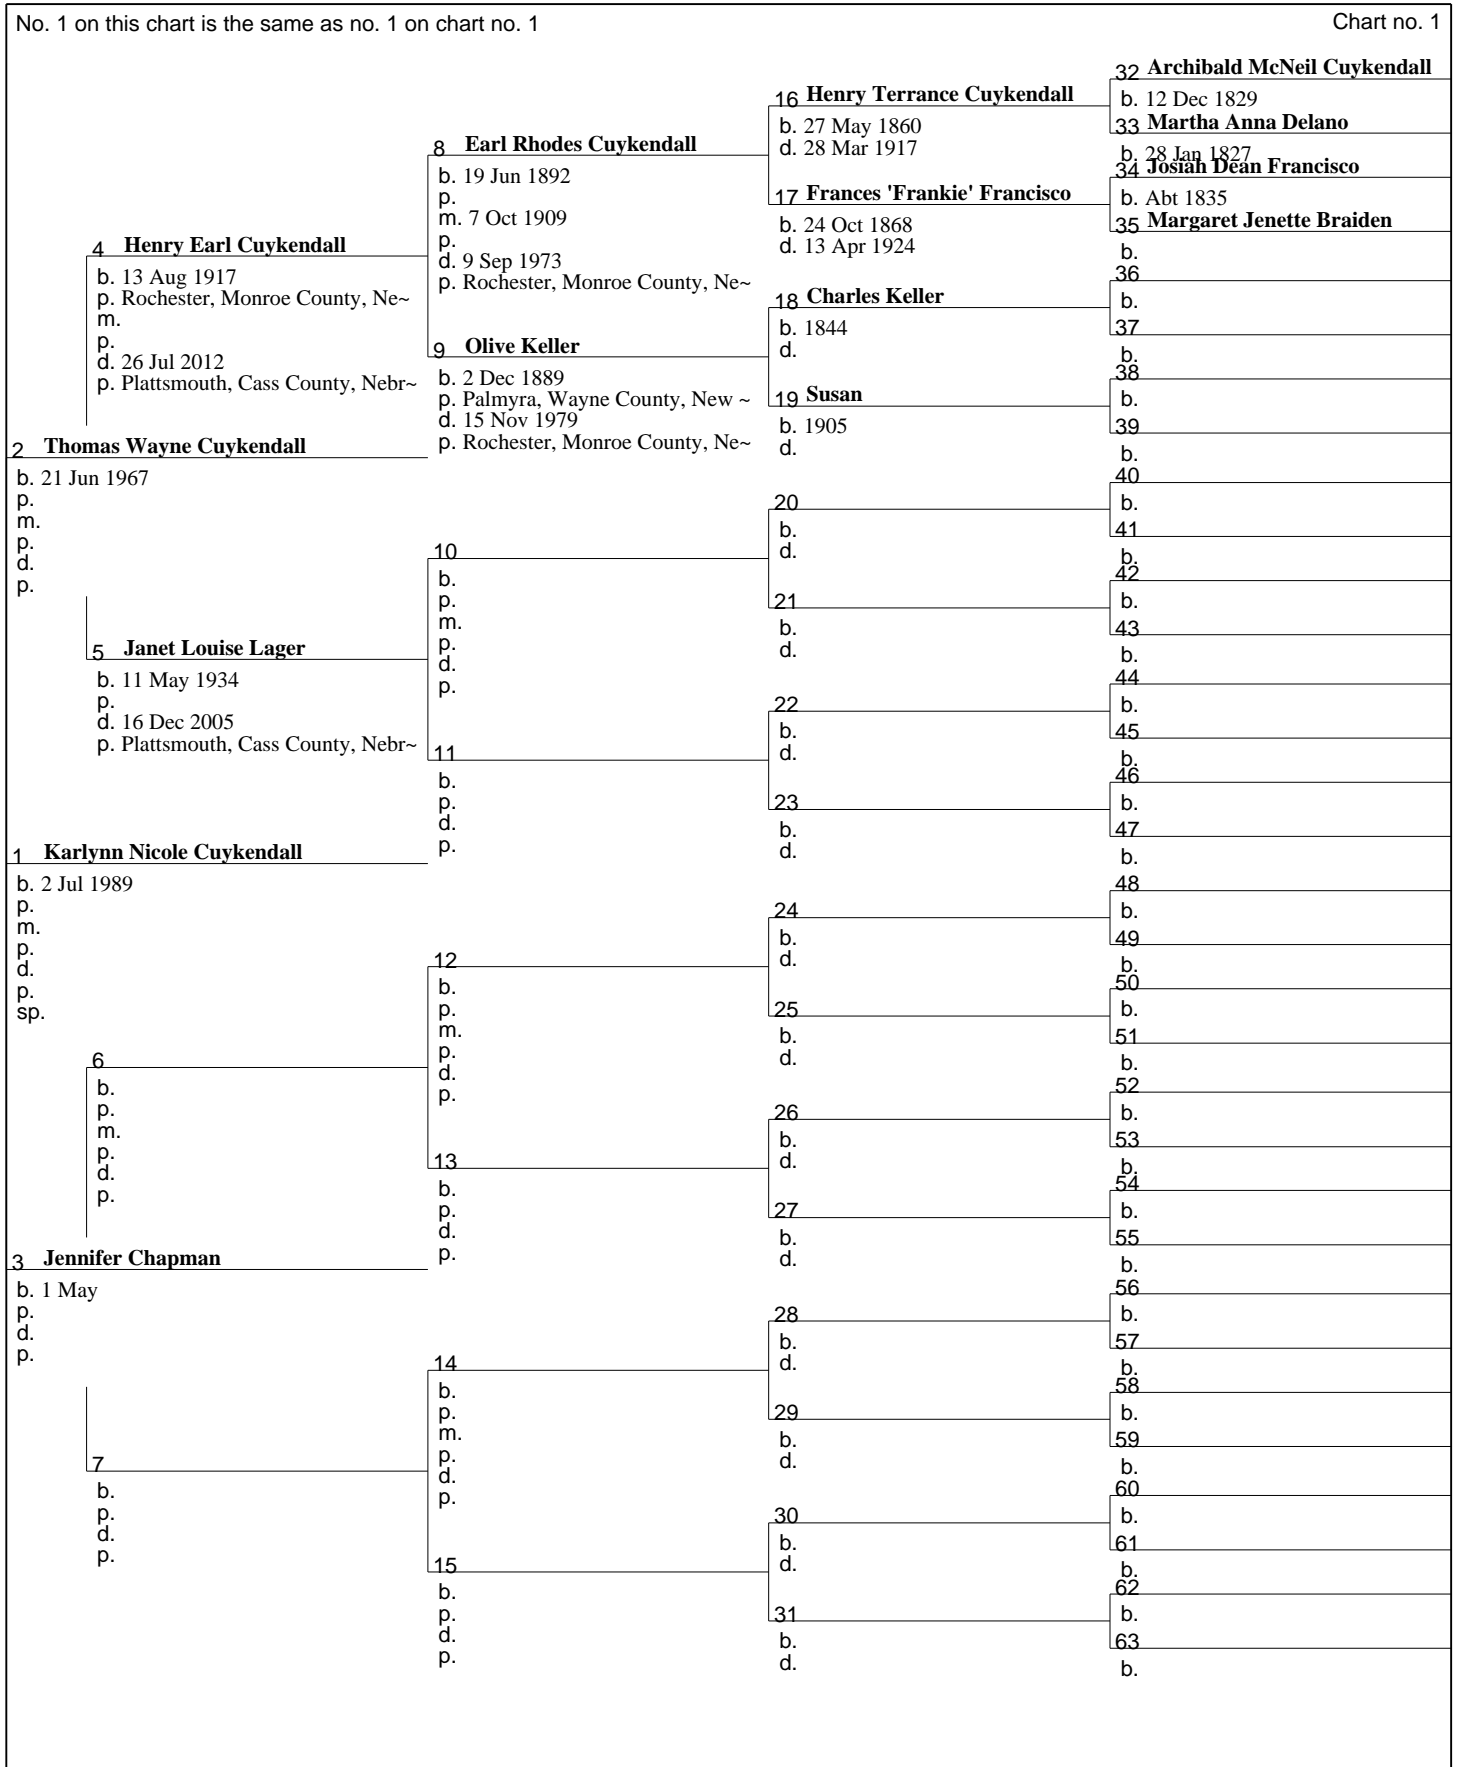 No. 1 on this chart is the same as no. 1 on chart no. 1
Chart no. 1
2 Thomas Wayne Cuykendall
b. 21 Jun 1967
p.
m.
p.
d.
p.
1 Karlynn Nicole Cuykendall
b. 2 Jul 1989
p.
m.
p.
d.
p.
sp.
3 Jennifer Chapman
b. 1 May
p.
d.
p.
4 Henry Earl Cuykendall
b. 13 Aug 1917
p. Rochester, Monroe County, Ne~
m.
p.
d. 26 Jul 2012
p. Plattsmouth, Cass County, Nebr~
5 Janet Louise Lager
b. 11 May 1934
p.
d. 16 Dec 2005
p. Plattsmouth, Cass County, Nebr~
6
b.
p.
m.
p.
d.
p.
7
b.
p.
d.
p.
8 Earl Rhodes Cuykendall
b. 19 Jun 1892
p.
m. 7 Oct 1909
p.
d. 9 Sep 1973
p. Rochester, Monroe County, Ne~
9 Olive Keller
b. 2 Dec 1889
p. Palmyra, Wayne County, New ~
d. 15 Nov 1979
p. Rochester, Monroe County, Ne~
10
b.
p.
m.
p.
d.
p.
11
b.
p.
d.
p.
12
b.
p.
m.
p.
d.
p.
13
b.
p.
d.
p.
14
b.
p.
m.
p.
d.
p.
15
b.
p.
d.
p.
16 Henry Terrance Cuykendall
b. 27 May 1860
d. 28 Mar 1917
17 Frances 'Frankie' Francisco
b. 24 Oct 1868
d. 13 Apr 1924
18 Charles Keller
b. 1844
d.
19 Susan
b. 1905
d.
20
b.
d.
21
b.
d.
22
b.
d.
23
b.
d.
24
b.
d.
25
b.
d.
26
b.
d.
27
b.
d.
28
b.
d.
29
b.
d.
30
b.
d.
31
b.
d.
32 Archibald McNeil Cuykendall
b. 12 Dec 1829
33 Martha Anna Delano
b. 28 Jan 1827
34 Josiah Dean Francisco
b. Abt 1835
35 Margaret Jenette Braiden
b.
36
b.
37
b.
38
b.
39
b.
40
b.
41
b.
42
b.
43
b.
44
b.
45
b.
46
b.
47
b.
48
b.
49
b.
50
b.
51
b.
52
b.
53
b.
54
b.
55
b.
56
b.
57
b.
58
b.
59
b.
60
b.
61
b.
62
b.
63
b.